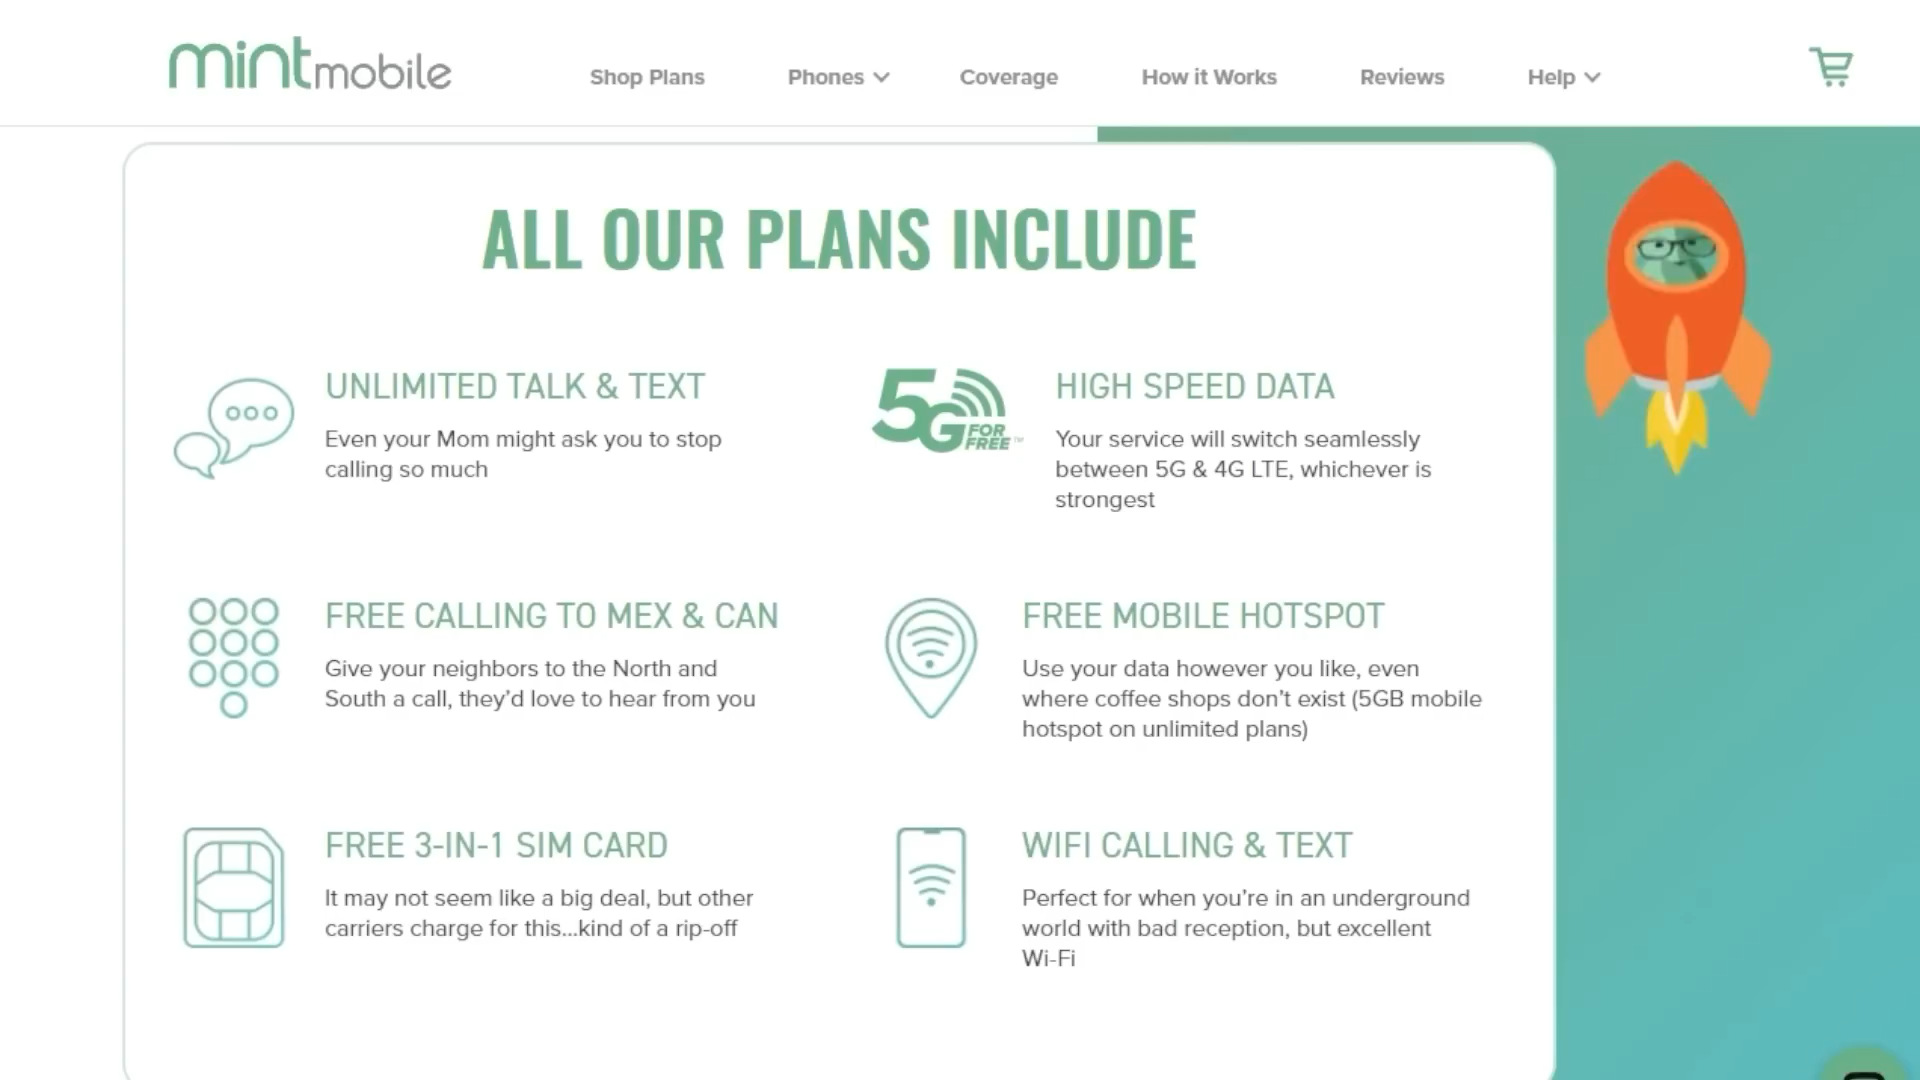 mintmobile
Shop Plans
Phones
Coverage
How it Works
Reviews
Help
ALL OUR PLANS INCLUDE
UNLIMITED TALK & TEXT
Even your Mom might ask you to stop
calling so much
5G FOR
FREE™
HIGH SPEED DATA
Your service will switch seamlessly
between 5G & 4G LTE, whichever is
strongest
FREE CALLING TO MEX & CAN
Give your neighbors to the North and
South a call, they’d love to hear from you
FREE MOBILE HOTSPOT
Use your data however you like, even
where coffee shops don’t exist (5GB mobile
hotspot on unlimited plans)
FREE 3-IN-1 SIM CARD
It may not seem like a big deal, but other
carriers charge for this...kind of a rip-off
WIFI CALLING & TEXT
Perfect for when you’re in an underground
world with bad reception, but excellent
Wi-Fi